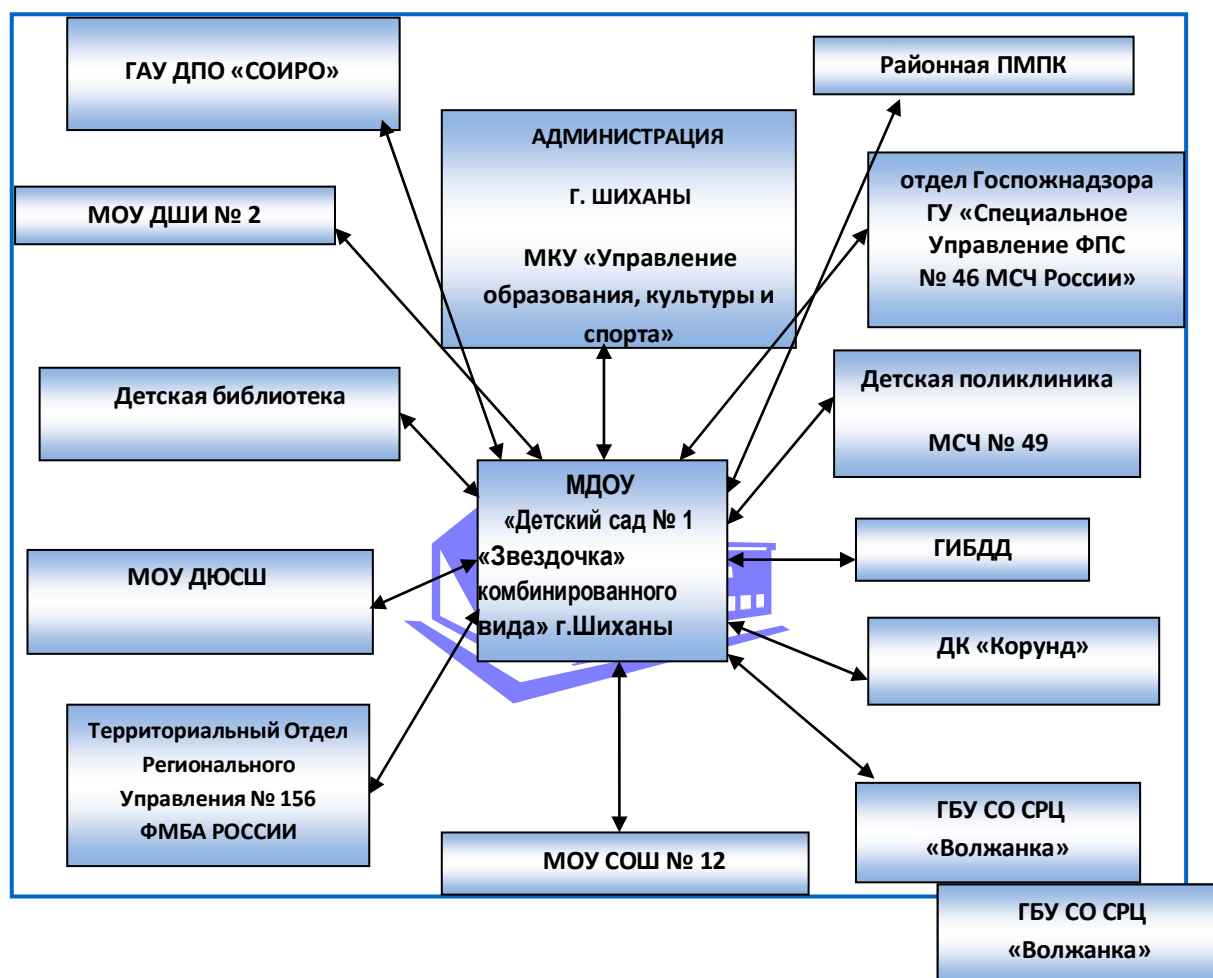 ГАУ ДПО «СОИРО»
Районная ПМПК
АДМИНИСТРАЦИЯ
Г. ШИХАНЫ
МКУ «Управление
образования, культуры и
спорта»
отдел Госпожнадзора
ГУ «Специальное
Управление ФПС
№ 46 МСЧ России»
МОУ ДШИ № 2
Детская библиотека
Детская поликлиника
МСЧ № 49
МДОУ
«Детский сад № 1
«Звездочка»
комбинированного
вида» г.Шиханы
ГИБДД
МОУ ДЮСШ
ДК «Корунд»
Территориальный Отдел
Регионального
Управления № 156
ФМБА РОССИИ
МОУ СОШ № 12
ГБУ СО СРЦ
«Волжанка»
ГБУ СО СРЦ
«Волжанка»